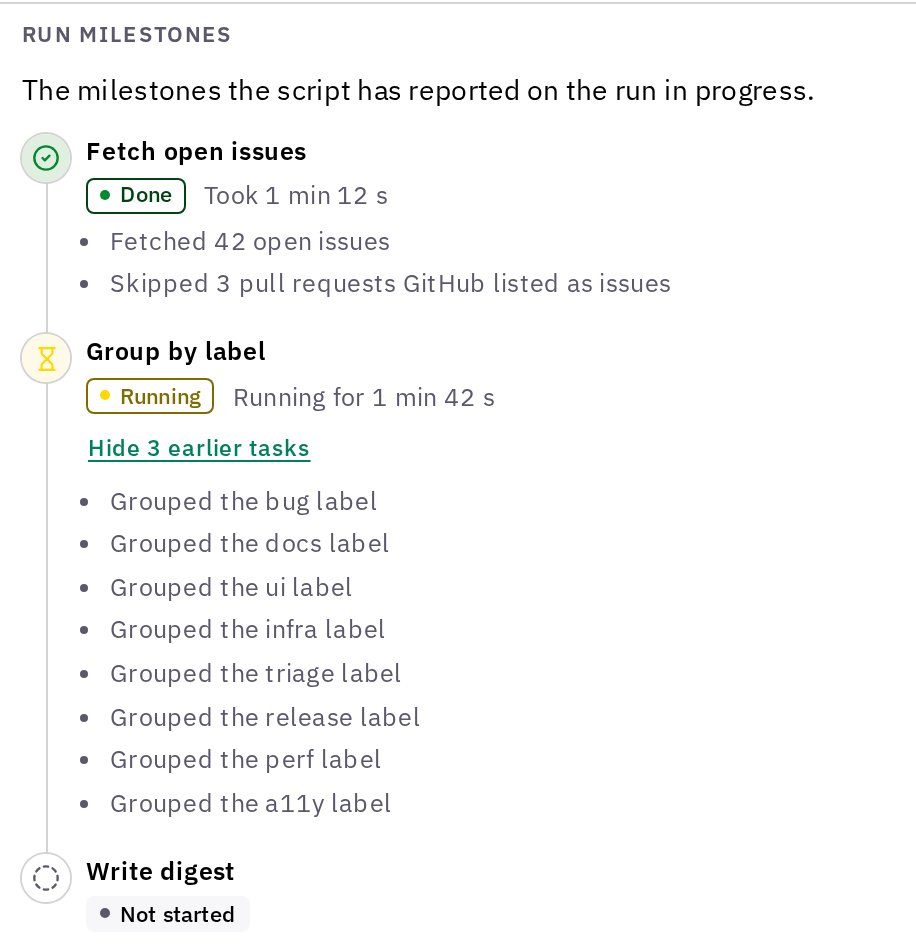 RUN MILESTONES
The milestones the script has reported on the run in progress.
Fetch open issues
Done Took 1 min 12 s
Fetched 42 open issues
Skipped 3 pull requests GitHub listed as issues
Group by label
Running Running for 1 min 42 s
Hide 3 earlier tasks
Grouped the bug label
Grouped the docs label
Grouped the ui label
Grouped the infra label
Grouped the triage label
Grouped the release label
Grouped the perf label
Grouped the a11y label
Write digest
Not started